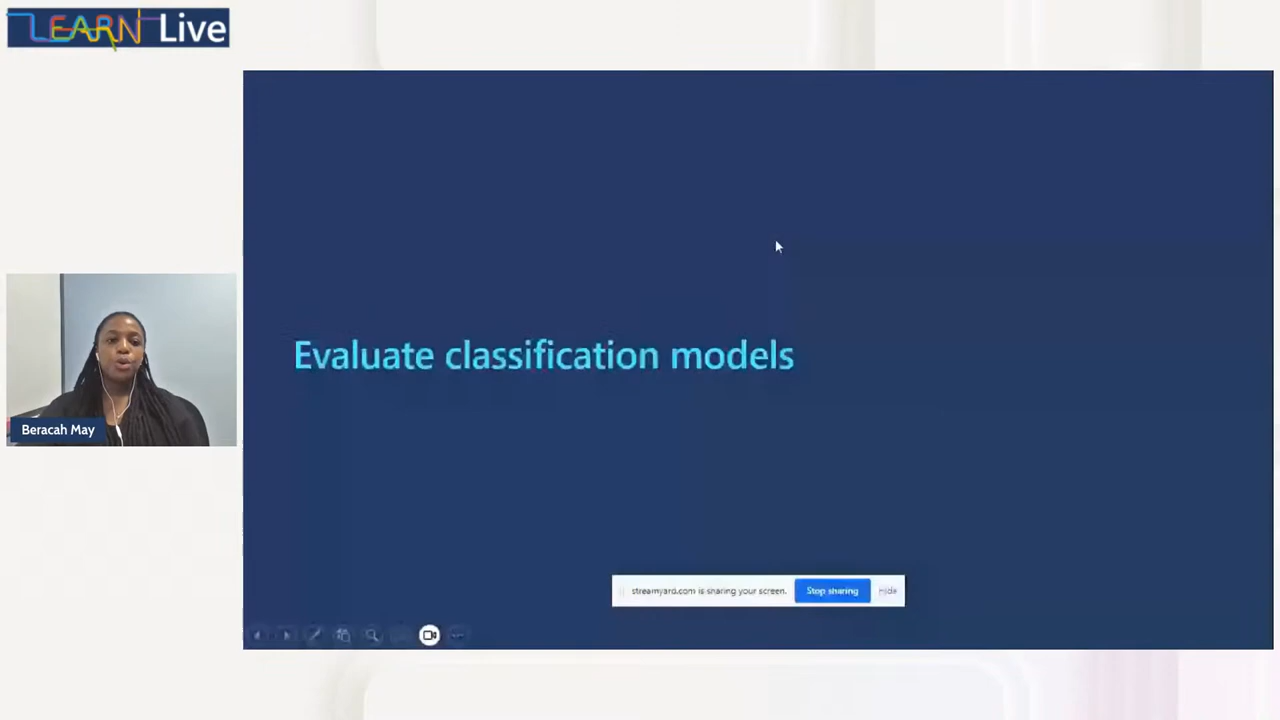 LEARN Live
Evaluate classification models
Beracah May
streamyard.com is sharing your screen.
Stop sharing
Hide